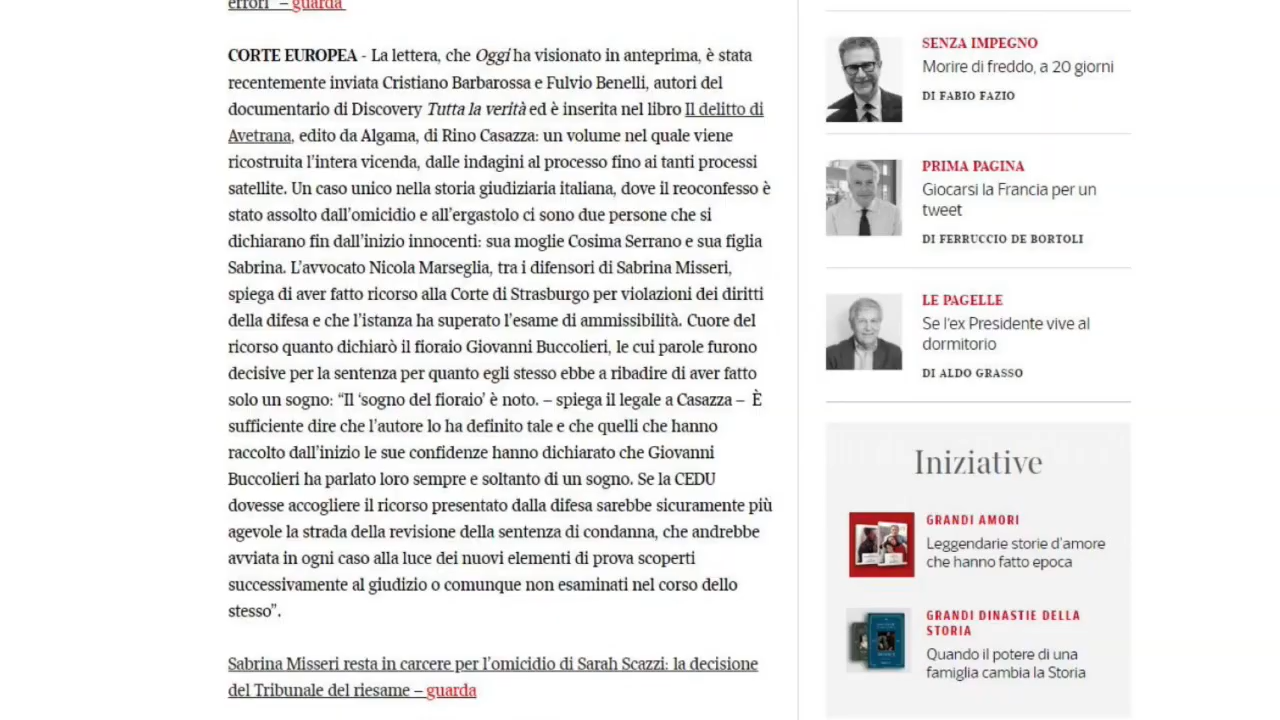 errori" – guarda
CORTE EUROPEA - La lettera, che Oggi ha visionato in anteprima, è stata
recentemente inviata Cristiano Barbarossa e Fulvio Benelli, autori del
documentario di Discovery Tutta la verità ed è inserita nel libro Il delitto di
Avetrana, edito da Algama, di Rino Casazza: un volume nel quale viene
ricostruita l'intera vicenda, dalle indagini al processo fino ai tanti processi
satellite. Un caso unico nella storia giudiziaria italiana, dove il reoconfesso è
stato assolto dall'omicidio e all'ergastolo ci sono due persone che si
dichiarano fin dall'inizio innocenti: sua moglie Cosima Serrano e sua figlia
Sabrina. L'avvocato Nicola Marseglia, tra i difensori di Sabrina Misseri,
spiega di aver fatto ricorso alla Corte di Strasburgo per violazioni dei diritti
della difesa e che l'istanza ha superato l'esame di ammissibilità. Cuore del
ricorso quanto dichiarò il fioraio Giovanni Buccolieri, le cui parole furono
decisive per la sentenza per quanto egli stesso ebbe a ribadire di aver fatto
solo un sogno: “Il ‘sogno del fioraio’ è noto. – spiega il legale a Casazza – È
sufficiente dire che l'autore lo ha definito tale e che quelli che hanno
raccolto dall'inizio le sue confidenze hanno dichiarato che Giovanni
Buccolieri ha parlato loro sempre e soltanto di un sogno. Se la CEDU
dovesse accogliere il ricorso presentato dalla difesa sarebbe sicuramente più
agevole la strada della revisione della sentenza di condanna, che andrebbe
avviata in ogni caso alla luce dei nuovi elementi di prova scoperti
successivamente al giudizio o comunque non esaminati nel corso dello
stesso”.
Sabrina Misseri resta in carcere per l'omicidio di Sarah Scazzi: la decisione
del Tribunale del riesame – guarda
SENZA IMPEGNO
Morire di freddo, a 20 giorni
DI FABIO FAZIO
PRIMA PAGINA
Giocarsi la Francia per un
tweet
DI FERRUCCIO DE BORTOLI
LE PAGELLE
Se l'ex Presidente vive al
dormitorio
DI ALDO GRASSO
Iniziative
GRANDI AMORI
Leggendarie storie d'amore
che hanno fatto epoca
GRANDI DINASTIE DELLA
STORIA
Quando il potere di una
famiglia cambia la Storia